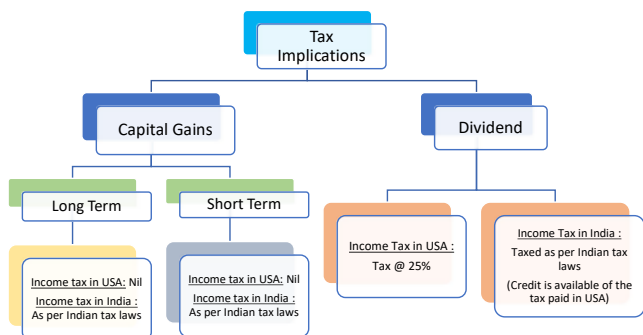 Tax
Implications
Capital Gains
Dividend
Long Term
Short Term
Income tax in USA: Nil
Income tax in India :
As per Indian tax laws
Income tax in USA: Nil
Income tax in India :
As per Indian tax laws
Income Tax in USA :
Tax @ 25%
Income Tax in India :
Taxed as per Indian tax
laws
(Credit is available of the
tax paid in USA)